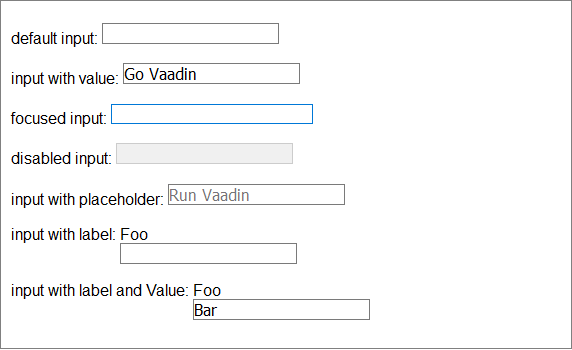 default input:
input with value: Go Vaadin
focused input:
disabled input:
input with placeholder: Run Vaadin
input with label: Foo
input with label and Value: Foo
Bar